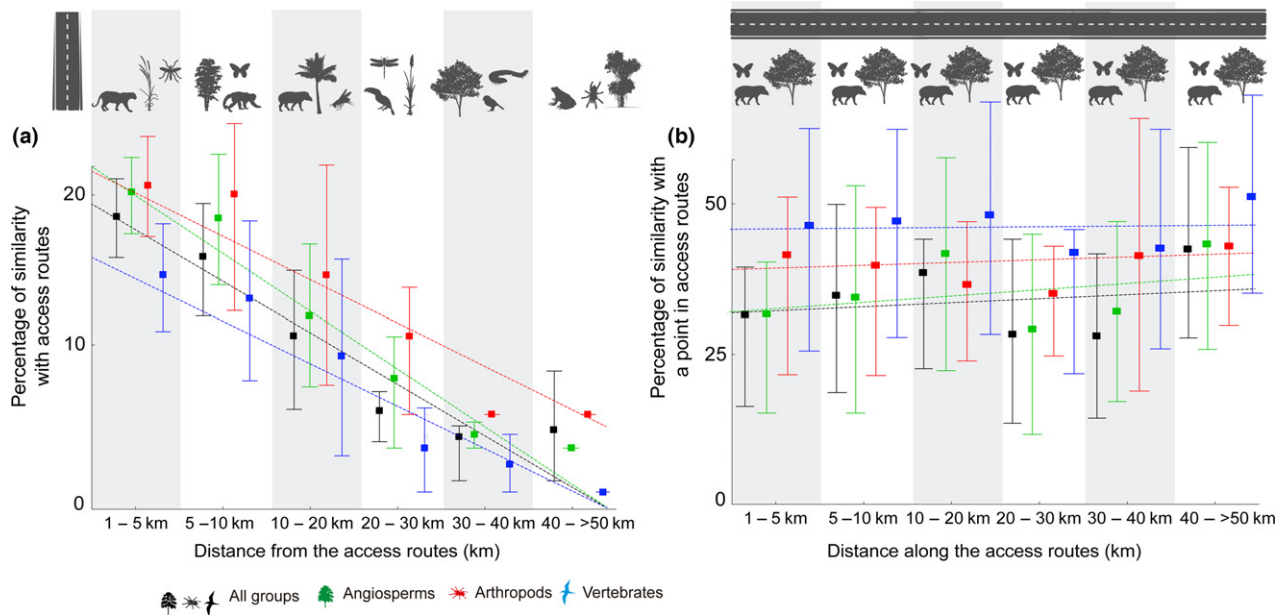 (a)
Percentage of similarity
with access routes
20
10
0
1 – 5 km
5 –10 km
10 – 20 km
20 – 30 km
30 – 40 km
40 – >50 km
Distance from the access routes (km)
(b)
Percentage of similarity with
a point in access routes
50
25
0
1 – 5 km
5 –10 km
10 – 20 km
20 – 30 km
30 – 40 km
40 – >50 km
Distance along the access routes (km)
All groups
Angiosperms
Arthropods
Vertebrates